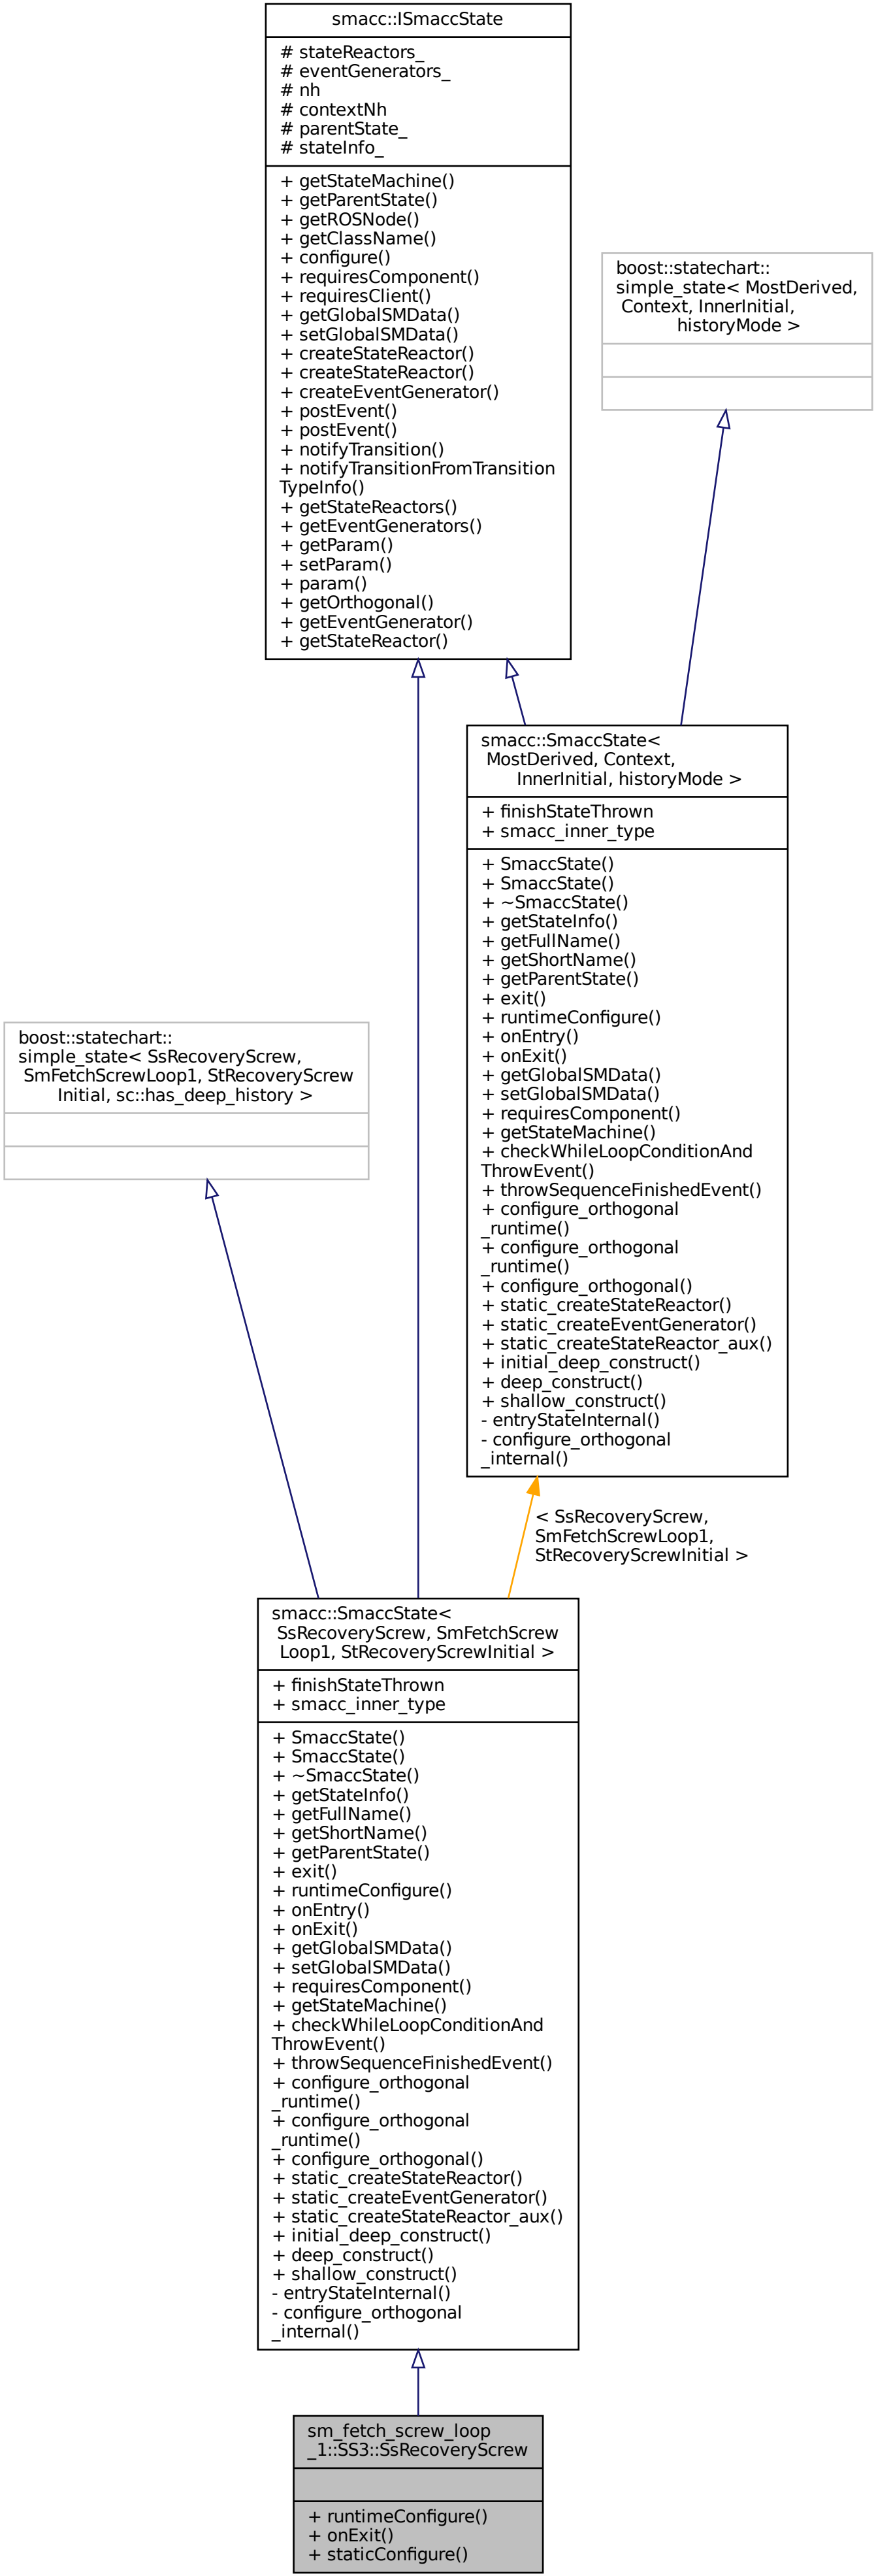 smacc::ISmaccState
# stateReactors_
# eventGenerators_
# nh
# contextNh
# parentState_
# stateInfo_
+ getStateMachine()
+ getParentState()
+ getROSNode()
+ getClassName()
+ configure()
+ requiresComponent()
+ requiresClient()
+ getGlobalSMData()
+ setGlobalSMData()
+ createStateReactor()
+ createStateReactor()
+ createEventGenerator()
+ postEvent()
+ postEvent()
+ notifyTransition()
+ notifyTransitionFromTransition
TypeInfo()
+ getStateReactors()
+ getEventGenerators()
+ getParam()
+ setParam()
+ param()
+ getOrthogonal()
+ getEventGenerator()
+ getStateReactor()
boost::statechart::
simple_state< MostDerived,
Context, InnerInitial,
historyMode >
smacc::SmaccState<
MostDerived, Context,
InnerInitial, historyMode >
+ finishStateThrown
+ smacc_inner_type
+ SmaccState()
+ SmaccState()
+ ~SmaccState()
+ getStateInfo()
+ getFullName()
+ getShortName()
+ getParentState()
+ exit()
+ runtimeConfigure()
+ onEntry()
+ onExit()
+ getGlobalSMData()
+ setGlobalSMData()
+ requiresComponent()
+ getStateMachine()
+ checkWhileLoopConditionAnd
ThrowEvent()
+ throwSequenceFinishedEvent()
+ configure_orthogonal
_runtime()
+ configure_orthogonal
_runtime()
+ configure_orthogonal()
+ static_createStateReactor()
+ static_createEventGenerator()
+ static_createStateReactor_aux()
+ initial_deep_construct()
+ deep_construct()
+ shallow_construct()
- entryStateInternal()
- configure_orthogonal
_internal()
boost::statechart::
simple_state< SsRecoveryScrew,
SmFetchScrewLoop1, StRecoveryScrew
Initial, sc::has_deep_history >
< SsRecoveryScrew,
SmFetchScrewLoop1,
StRecoveryScrewInitial >
smacc::SmaccState<
SsRecoveryScrew, SmFetchScrew
Loop1, StRecoveryScrewInitial >
+ finishStateThrown
+ smacc_inner_type
+ SmaccState()
+ SmaccState()
+ ~SmaccState()
+ getStateInfo()
+ getFullName()
+ getShortName()
+ getParentState()
+ exit()
+ runtimeConfigure()
+ onEntry()
+ onExit()
+ getGlobalSMData()
+ setGlobalSMData()
+ requiresComponent()
+ getStateMachine()
+ checkWhileLoopConditionAnd
ThrowEvent()
+ throwSequenceFinishedEvent()
+ configure_orthogonal
_runtime()
+ configure_orthogonal
_runtime()
+ configure_orthogonal()
+ static_createStateReactor()
+ static_createEventGenerator()
+ static_createStateReactor_aux()
+ initial_deep_construct()
+ deep_construct()
+ shallow_construct()
- entryStateInternal()
- configure_orthogonal
_internal()
sm_fetch_screw_loop
_1::SS3::SsRecoveryScrew
+ runtimeConfigure()
+ onExit()
+ staticConfigure()